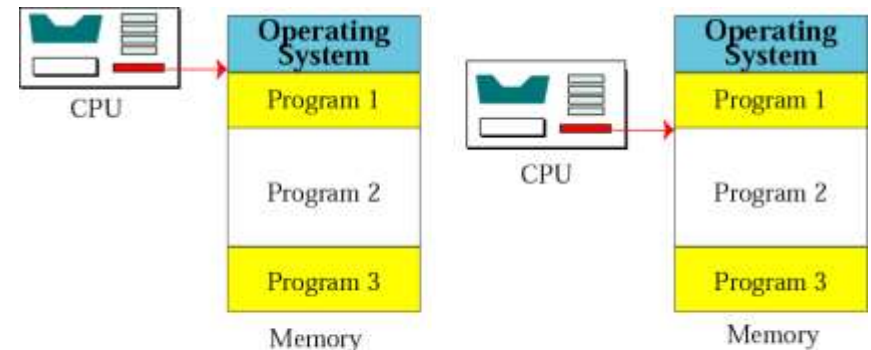 Operating
System
Program 1
CPU
Program 2
Program 3
Memory
Operating
System
Program 1
CPU
Program 2
Program 3
Memory